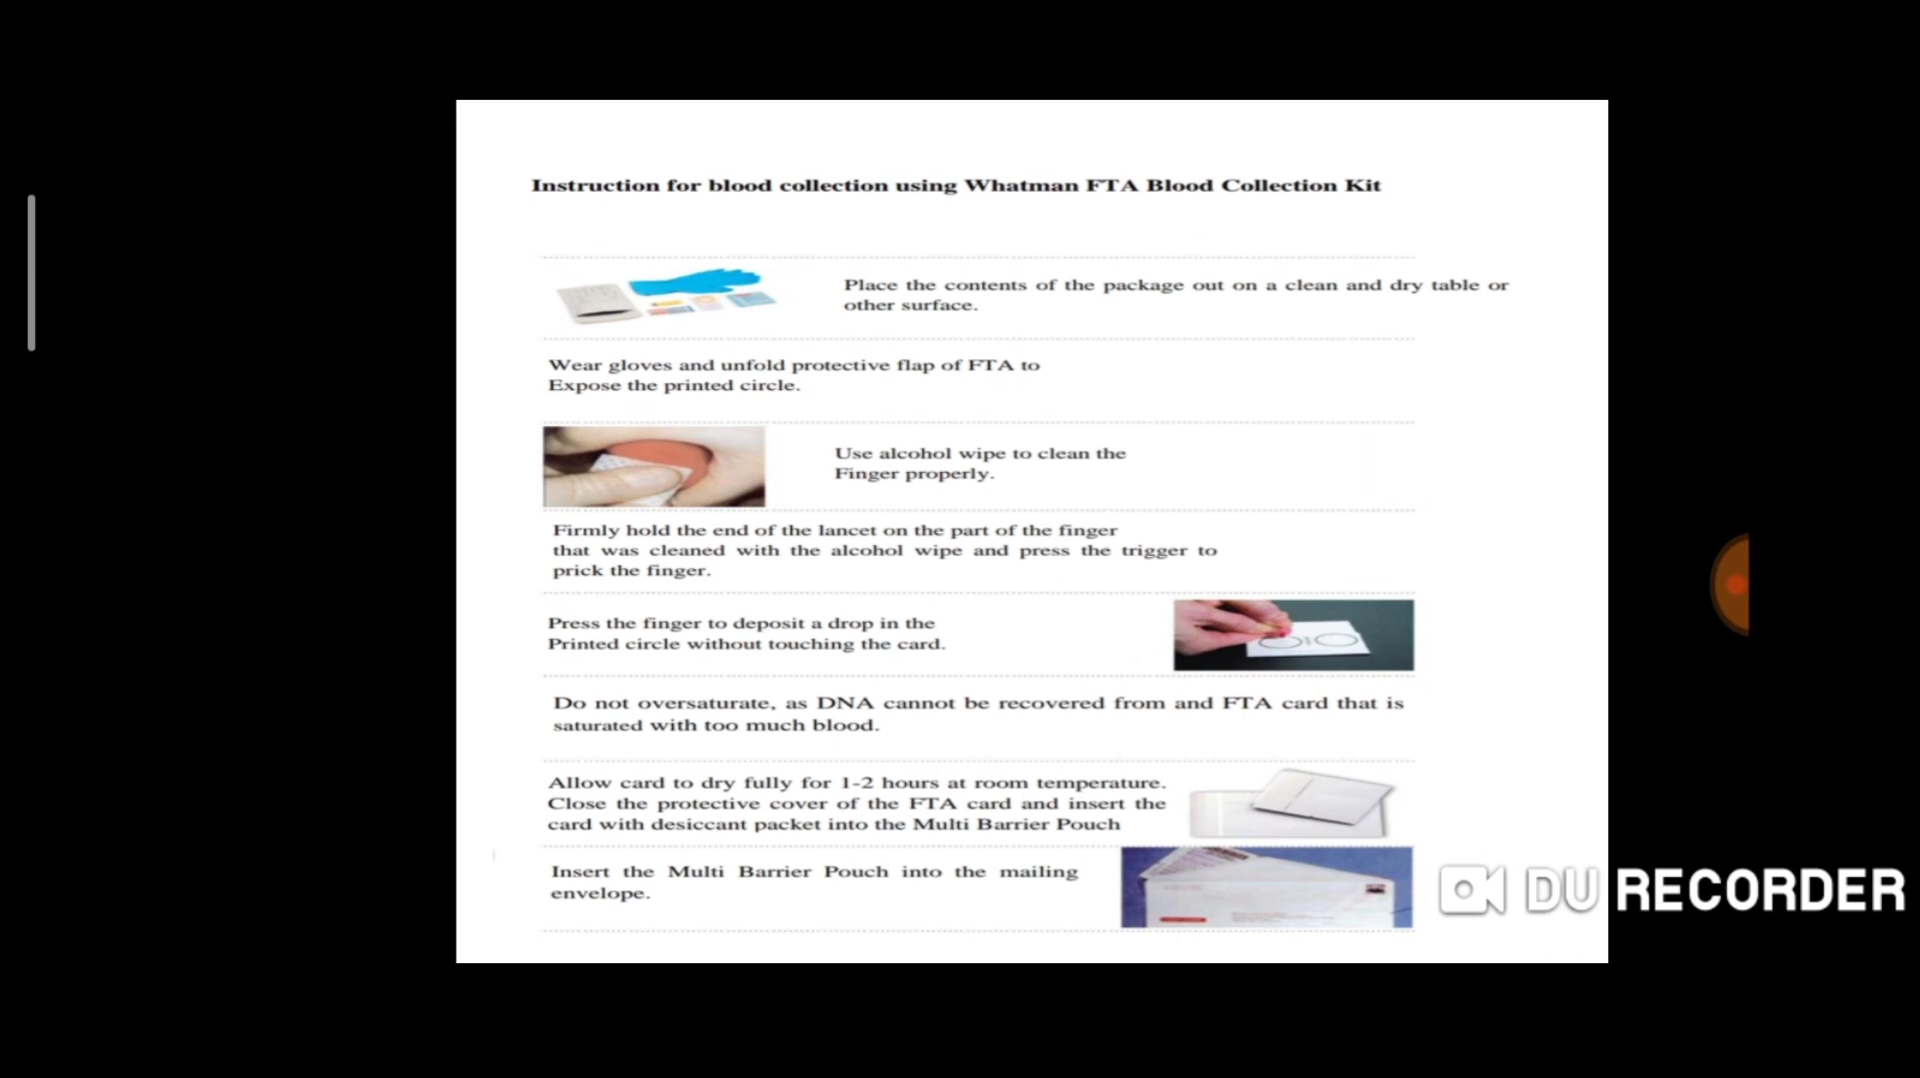 Instruction for blood collection using Whatman FTA Blood Collection Kit
Place the contents of the package out on a clean and dry table or
other surface.
Wear gloves and unfold protective flap of FTA to
Expose the printed circle.
Use alcohol wipe to clean the
Finger properly.
Firmly hold the end of the lancet on the part of the finger
that was cleaned with the alcohol wipe and press the trigger to
prick the finger.
Press the finger to deposit a drop in the
Printed circle without touching the card.
Do not oversaturate, as DNA cannot be recovered from and FTA card that is
saturated with too much blood.
Allow card to dry fully for 1-2 hours at room temperature.
Close the protective cover of the FTA card and insert the
card with desiccant packet into the Multi Barrier Pouch
Insert the Multi Barrier Pouch into the mailing
envelope.
DU RECORDER